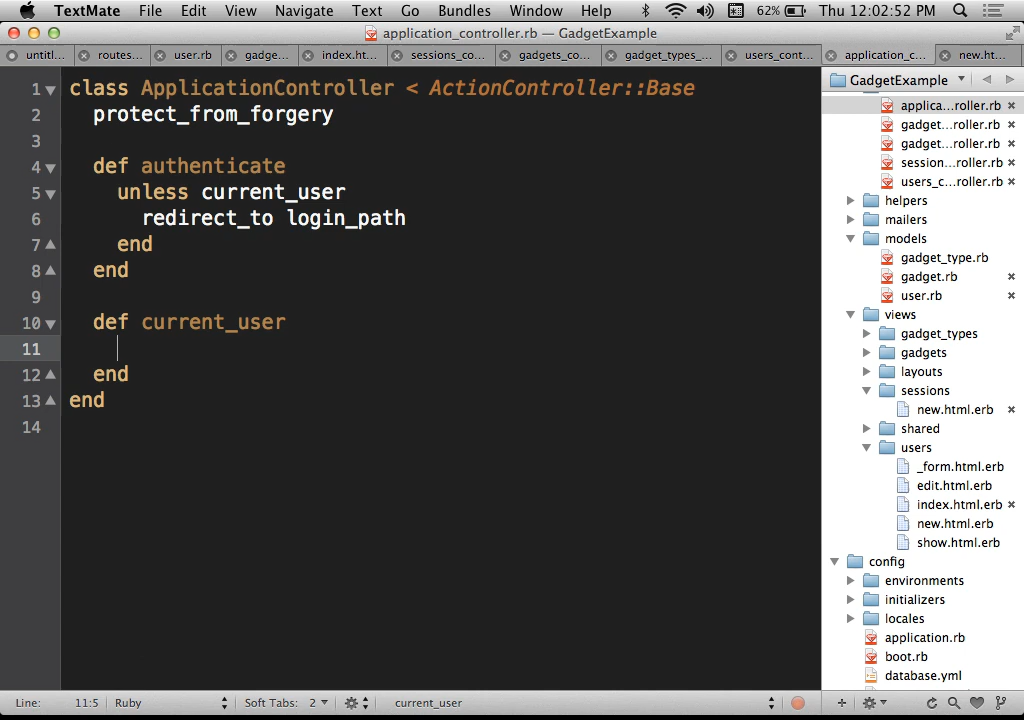 TextMate File Edit View Navigate Text Go Bundles Window Help 62% Thu 12:02:52 PM
application_controller.rb — GadgetExample
untitl... routes... user.rb gadge... index.ht... sessions_co... gadgets_co... gadget_types_... users_cont... application_c... new.ht...
1 class ApplicationController < ActionController::Base
2 protect_from_forgery
3
4 def authenticate
5 unless current_user
6 redirect_to login_path
7 end
8 end
9
10 def current_user
11
12 end
13 end
14
GadgetExample
applica...roller.rb
gadget...roller.rb
gadget...roller.rb
session...roller.rb
users_c...roller.rb
helpers
mailers
models
gadget_type.rb
gadget.rb
user.rb
views
gadget_types
gadgets
layouts
sessions
new.html.erb
shared
users
_form.html.erb
edit.html.erb
index.html.erb
new.html.erb
show.html.erb
config
environments
initializers
locales
application.rb
boot.rb
database.yml
Line: 11:5 Ruby Soft Tabs: 2 current_user